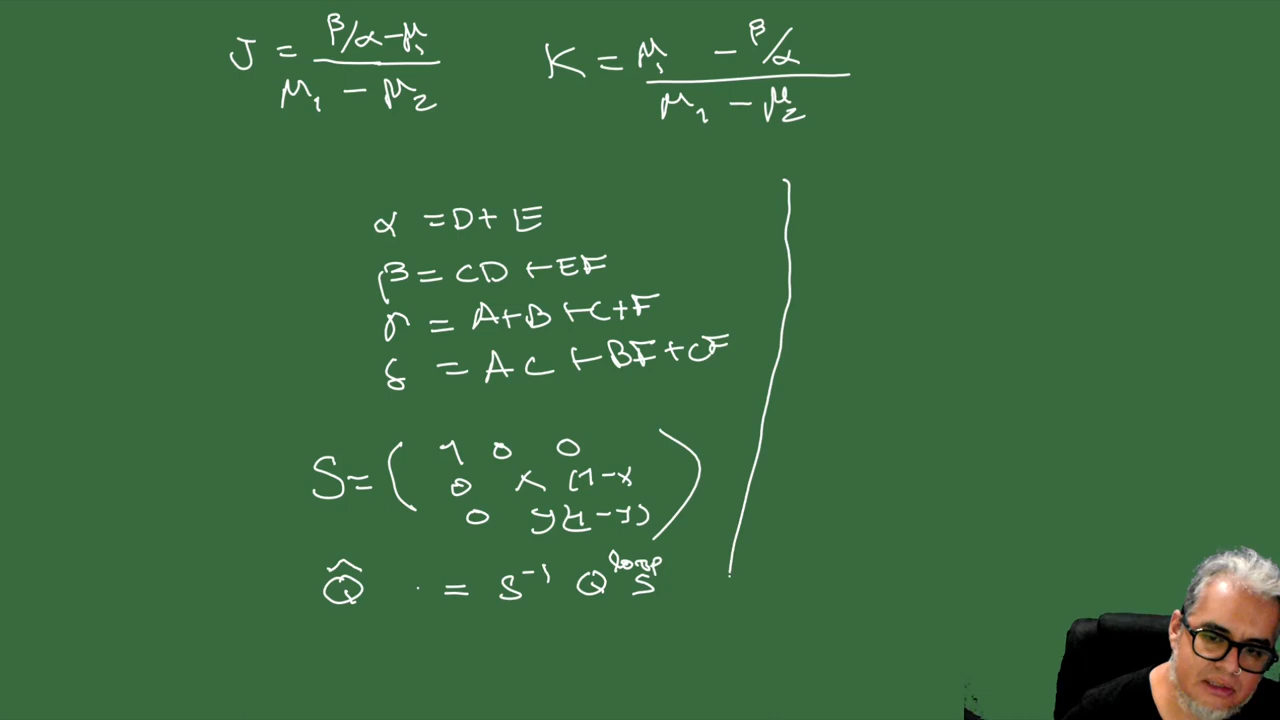 J = (β/α − μ₁)/(μ₁ − μ₂)    K = (μ₁ − β/α)/(μ₁ − μ₂)
α = D + E
β = CD + EF
γ = A + B + C + F
δ = AC + BF + CF
S = ( 1 0 0
0 x (1−x
0 y (1−y) )
Q̂ = S⁻¹ Q^loop S